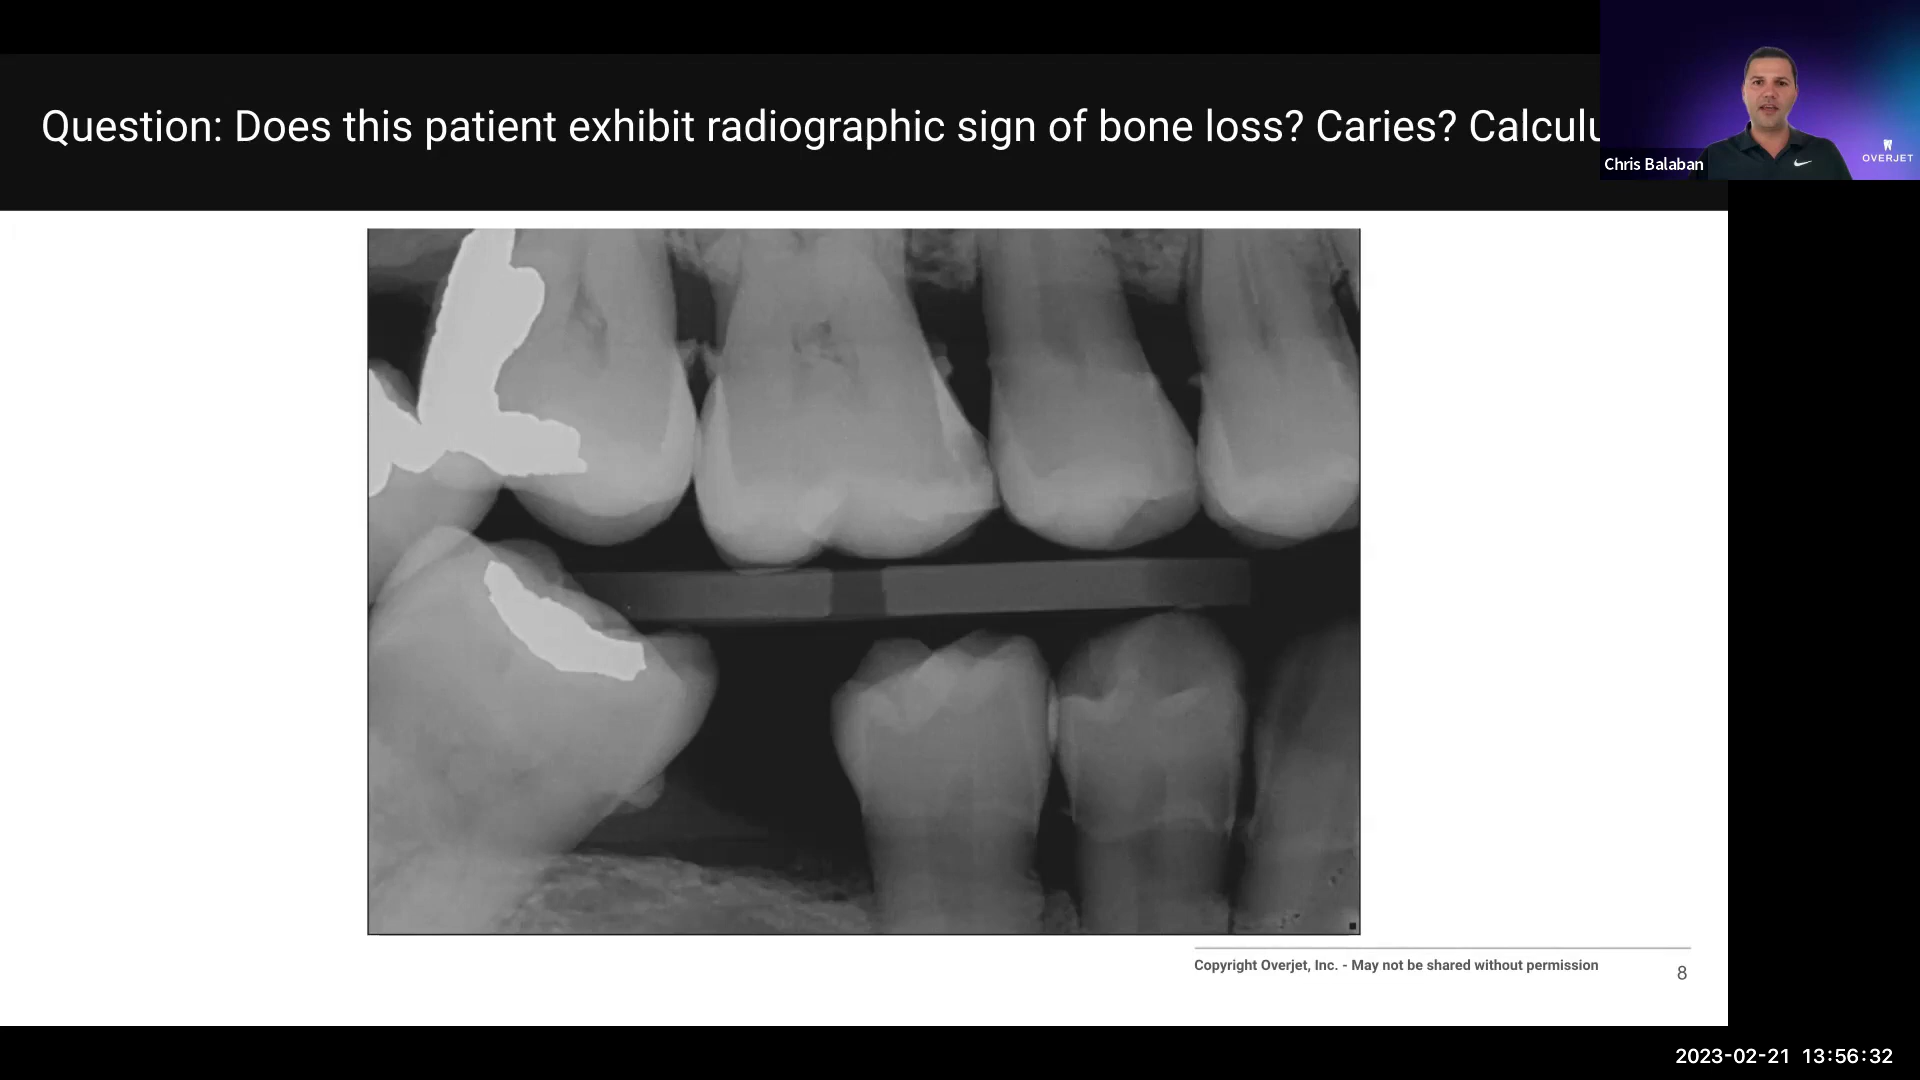 Question: Does this patient exhibit radiographic sign of bone loss? Caries? Calcul
Chris Balaban
OVERJET
Copyright Overjet, Inc. - May not be shared without permission
8
2023-02-21 13:56:32